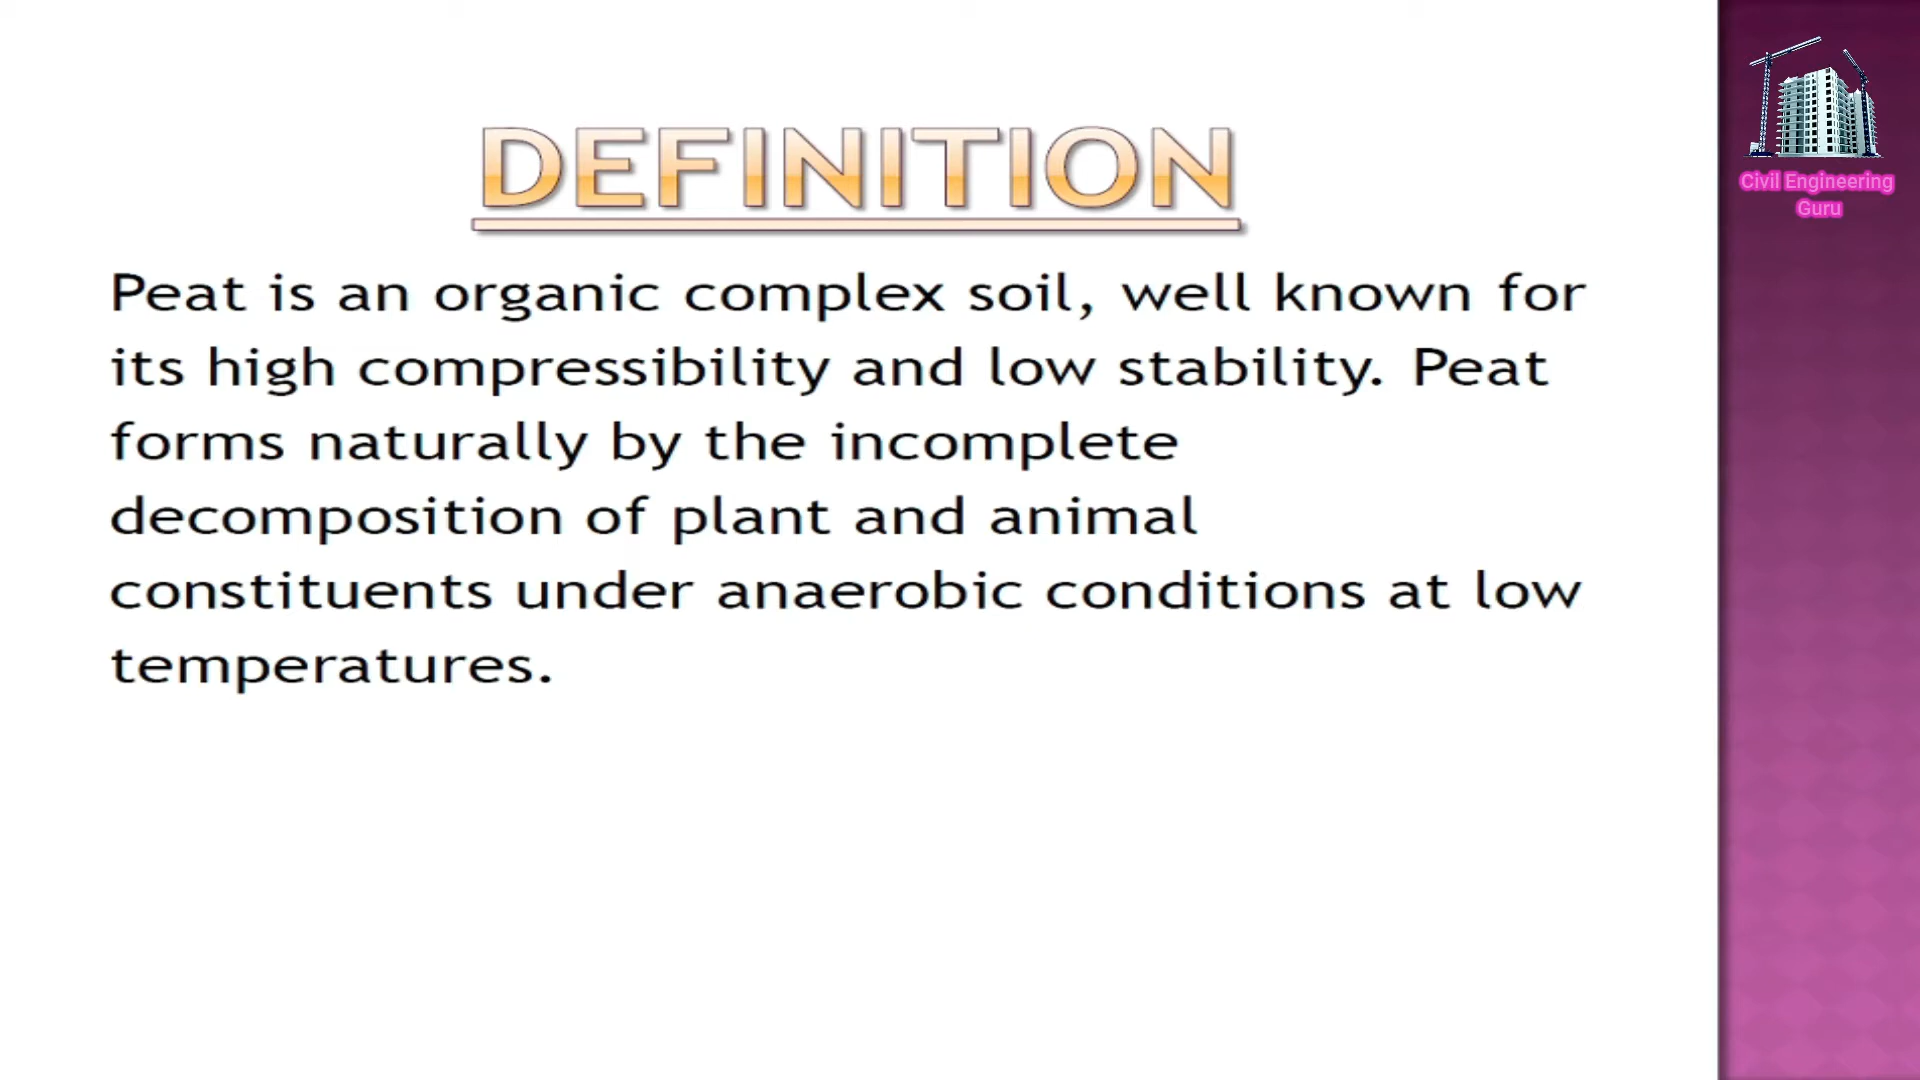 DEFINITION
Peat is an organic complex soil, well known for
its high compressibility and low stability. Peat
forms naturally by the incomplete
decomposition of plant and animal
constituents under anaerobic conditions at low
temperatures.
Civil Engineering
Guru